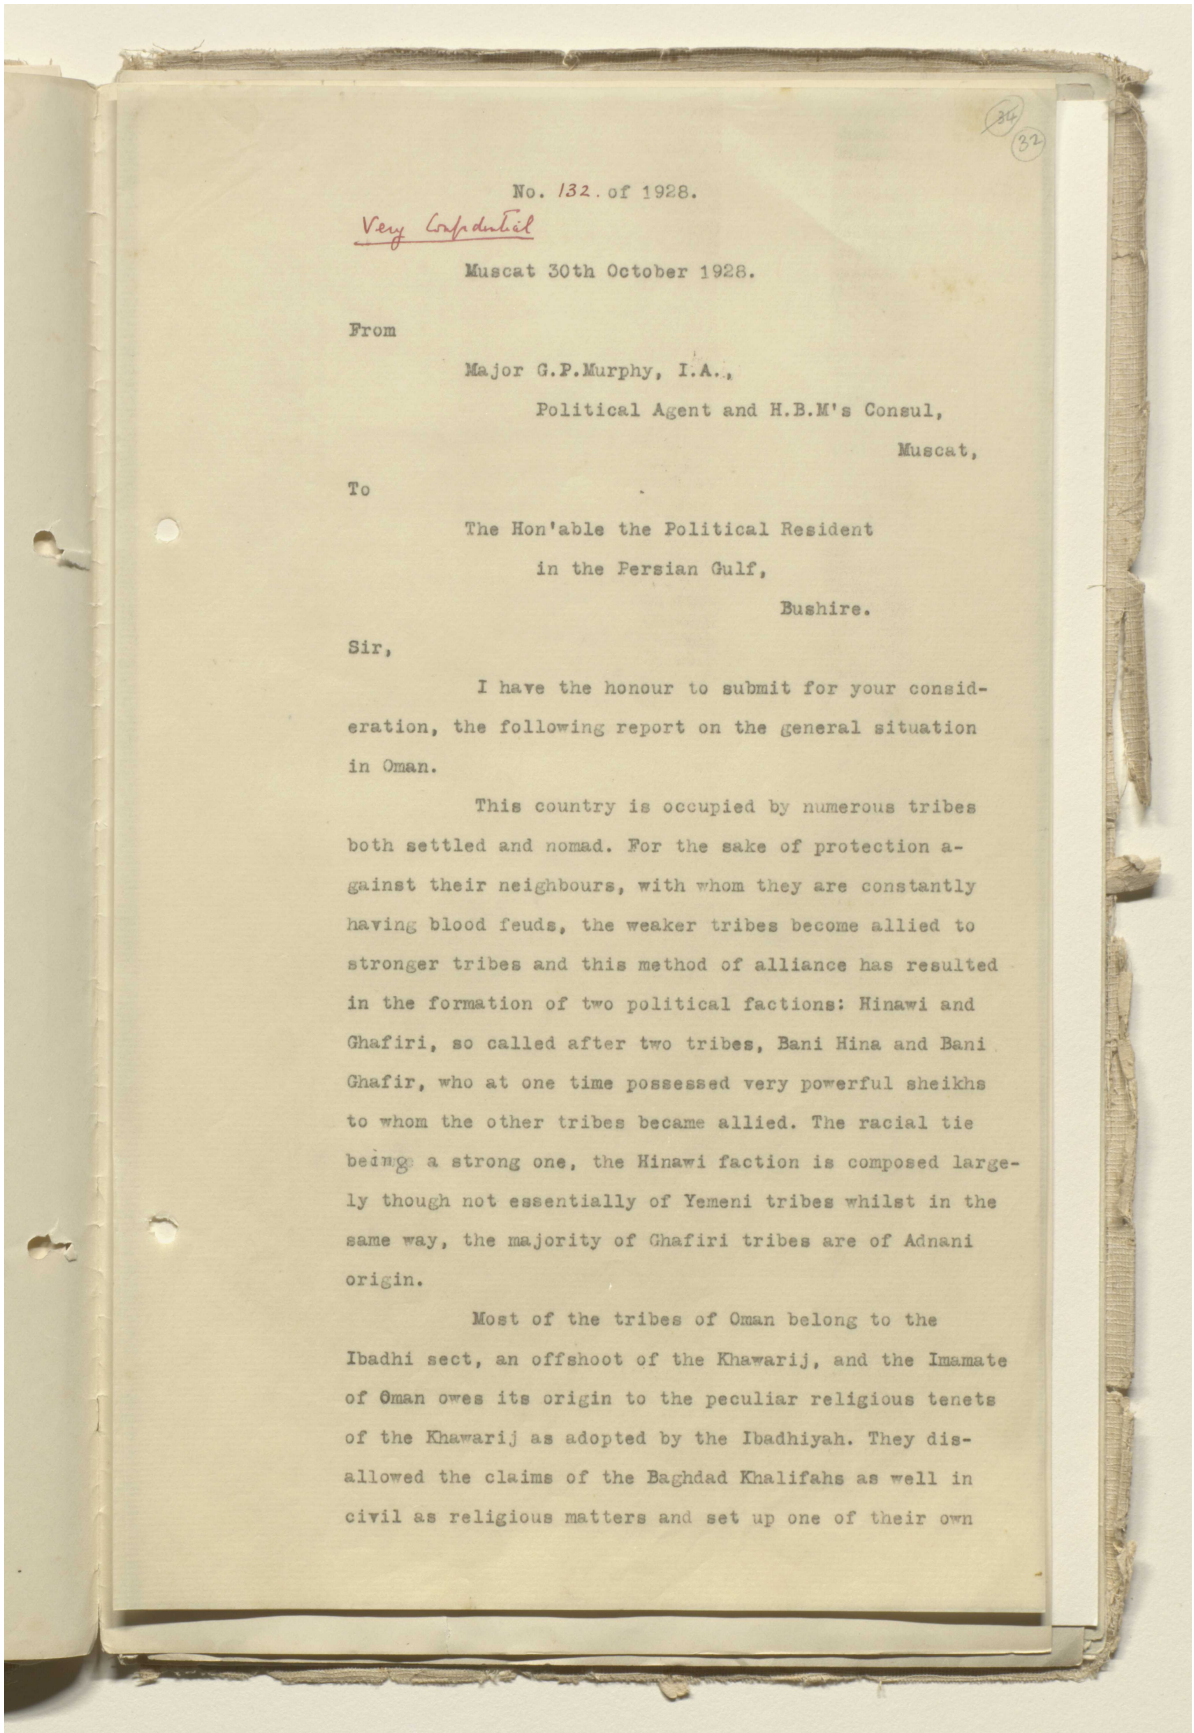 34
32
No. 132. of 1928.
Very Confidential
Muscat 30th October 1928.
From
Major G.P.Murphy, I.A.,
Political Agent and H.B.M's Consul,
Muscat,
To
The Hon'able the Political Resident
in the Persian Gulf,
Bushire.
Sir,
I have the honour to submit for your consid-
eration, the following report on the general situation
in Oman.
This country is occupied by numerous tribes
both settled and nomad. For the sake of protection a-
gainst their neighbours, with whom they are constantly
having blood feuds, the weaker tribes become allied to
stronger tribes and this method of alliance has resulted
in the formation of two political factions: Hinawi and
Ghafiri, so called after two tribes, Bani Hina and Bani
Ghafir, who at one time possessed very powerful sheikhs
to whom the other tribes became allied. The racial tie
being a strong one, the Hinawi faction is composed large-
ly though not essentially of Yemeni tribes whilst in the
same way, the majority of Ghafiri tribes are of Adnani
origin.
Most of the tribes of Oman belong to the
Ibadhi sect, an offshoot of the Khawarij, and the Imamate
of Oman owes its origin to the peculiar religious tenets
of the Khawarij as adopted by the Ibadhiyah. They dis-
allowed the claims of the Baghdad Khalifahs as well in
civil as religious matters and set up one of their own